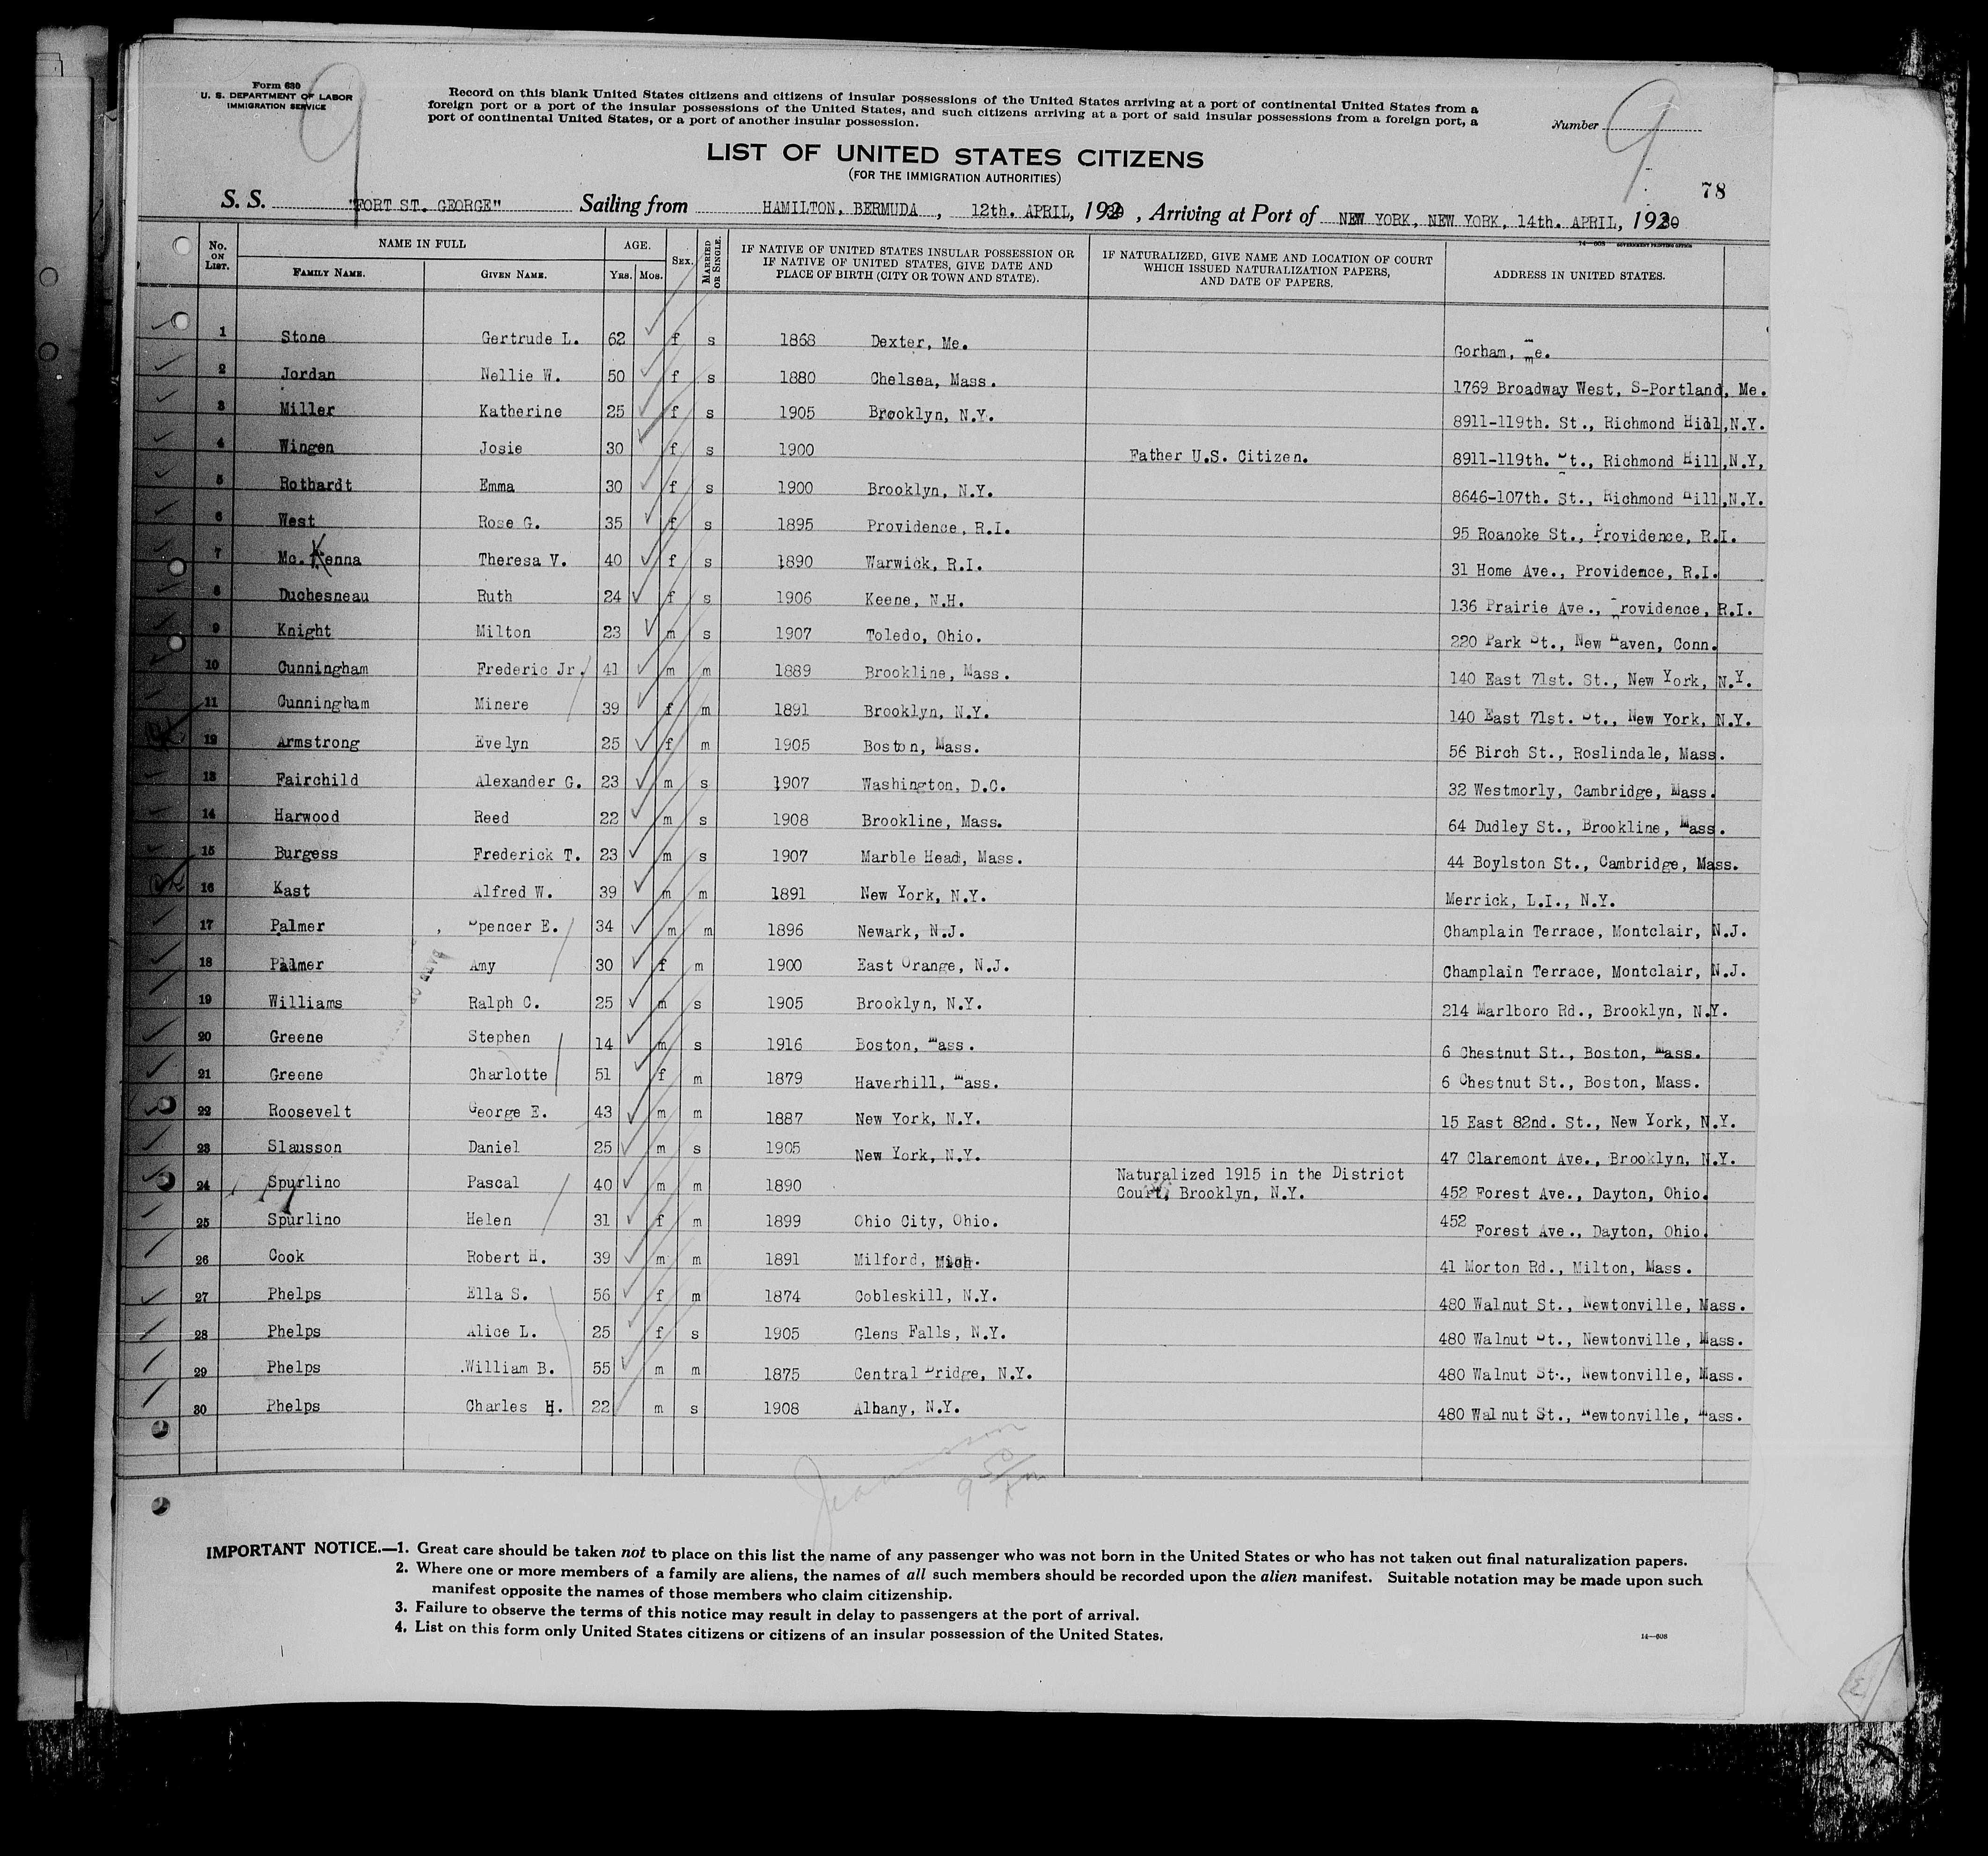 Form 630
U. S. DEPARTMENT OF LABOR
IMMIGRATION SERVICE
9
Record on this blank United States citizens and citizens of insular possessions of the United States arriving at a port of continental United States from a
foreign port or a port of the insular possessions of the United States, and such citizens arriving at a port of said insular possessions from a foreign port, a
port of continental United States, or a port of another insular possession.
Number
9
LIST OF UNITED STATES CITIZENS
(FOR THE IMMIGRATION AUTHORITIES)
78
S. S. "FORT ST. GEORGE" Sailing from HAMILTON, BERMUDA, 12th. APRIL, 1930, Arriving at Port of NEW YORK, NEW YORK, 14th. APRIL, 1930
14—608 GOVERNMENT PRINTING OFFICE
No. ON LIST. NAME IN FULL FAMILY NAME. GIVEN NAME. AGE. YRS. MOS. SEX. MARRIED OR SINGLE. IF NATIVE OF UNITED STATES INSULAR POSSESSION OR IF NATIVE OF UNITED STATES, GIVE DATE AND PLACE OF BIRTH (CITY OR TOWN AND STATE). IF NATURALIZED, GIVE NAME AND LOCATION OF COURT WHICH ISSUED NATURALIZATION PAPERS, AND DATE OF PAPERS. ADDRESS IN UNITED STATES.
1 Stone Gertrude L. 62 f s 1868 Dexter, Me. Gorham, me.
2 Jordan Nellie W. 50 f s 1880 Chelsea, Mass. 1769 Broadway West, S-Portland, Me.
3 Miller Katherine 25 f s 1905 Brooklyn, N.Y. 8911-119th. St., Richmond Hill, N.Y.
4 Wingen Josie 30 f s 1900 Father U.S. Citizen. 8911-119th. St., Richmond Hill, N.Y,
5 Rothardt Emma 30 f s 1900 Brooklyn, N.Y. 8646-107th. St., Richmond Hill, N.Y.
6 West Rose G. 35 f s 1895 Providence, R.I. 95 Roanoke St., Providence, R.I.
7 Mc. Kenna Theresa V. 40 f s 1890 Warwick, R.I. 31 Home Ave., Providence, R.I.
8 Duchesneau Ruth 24 f s 1906 Keene, N.H. 136 Prairie Ave., Providence, R.I.
9 Knight Milton 23 m s 1907 Toledo, Ohio. 220 Park St., New Haven, Conn.
10 Cunningham Frederic Jr. 41 m m 1889 Brookline, Mass. 140 East 71st. St., New York, N.Y.
11 Cunningham Minere 39 f m 1891 Brooklyn, N.Y. 140 East 71st. St., New York, N.Y.
12 Armstrong Evelyn 25 f m 1905 Boston, Mass. 56 Birch St., Roslindale, Mass.
13 Fairchild Alexander G. 23 m s 1907 Washington, D.C. 32 Westmorly, Cambridge, Mass.
14 Harwood Reed 22 m s 1908 Brookline, Mass. 64 Dudley St., Brookline, Mass.
15 Burgess Frederick T. 23 m s 1907 Marble Head, Mass. 44 Boylston St., Cambridge, Mass.
16 Kast Alfred W. 39 m m 1891 New York, N.Y. Merrick, L.I., N.Y.
17 Palmer Spencer E. 34 m m 1896 Newark, N.J. Champlain Terrace, Montclair, N.J.
18 Palmer Amy 30 f m 1900 East Orange, N.J. Champlain Terrace, Montclair, N.J.
19 Williams Ralph C. 25 m s 1905 Brooklyn, N.Y. 214 Marlboro Rd., Brooklyn, N.Y.
20 Greene Stephen 14 m s 1916 Boston, Mass. 6 Chestnut St., Boston, Mass.
21 Greene Charlotte 51 f m 1879 Haverhill, Mass. 6 Chestnut St., Boston, Mass.
22 Roosevelt George E. 43 m m 1887 New York, N.Y. 15 East 82nd. St., New York, N.Y.
23 Slausson Daniel 25 m s 1905 New York, N.Y. 47 Claremont Ave., Brooklyn, N.Y.
24 Spurlino Pascal 40 m m 1890 Naturalized 1915 in the District Court, Brooklyn, N.Y. 452 Forest Ave., Dayton, Ohio.
25 Spurlino Helen 31 f m 1899 Ohio City, Ohio. 452 Forest Ave., Dayton, Ohio.
26 Cook Robert H. 39 m m 1891 Milford, Mich. 41 Morton Rd., Milton, Mass.
27 Phelps Ella S. 56 f m 1874 Cobleskill, N.Y. 480 Walnut St., Newtonville, Mass.
28 Phelps Alice L. 25 f s 1905 Glens Falls, N.Y. 480 Walnut St., Newtonville, Mass.
29 Phelps William B. 55 m m 1875 Central Bridge, N.Y. 480 Walnut St., Newtonville, Mass.
30 Phelps Charles H. 22 m s 1908 Albany, N.Y. 480 Walnut St., Newtonville, Mass.
9 50 Am
IMPORTANT NOTICE.—1. Great care should be taken not to place on this list the name of any passenger who was not born in the United States or who has not taken out final naturalization papers.
2. Where one or more members of a family are aliens, the names of all such members should be recorded upon the alien manifest. Suitable notation may be made upon such
manifest opposite the names of those members who claim citizenship.
3. Failure to observe the terms of this notice may result in delay to passengers at the port of arrival.
4. List on this form only United States citizens or citizens of an insular possession of the United States.
14—608